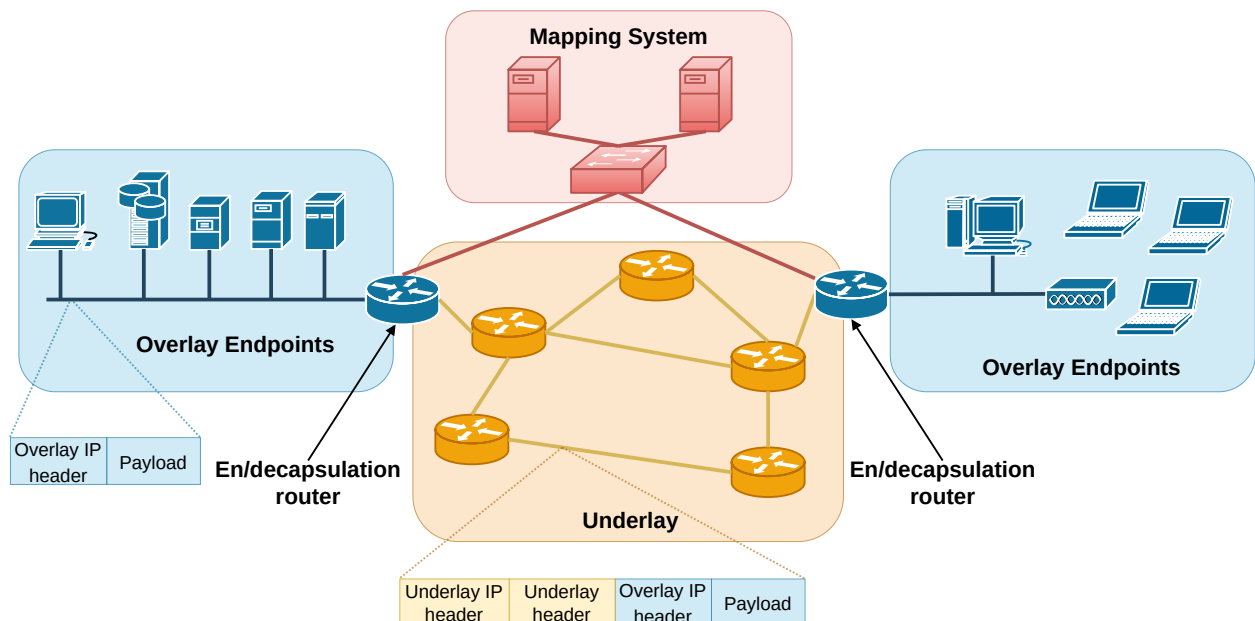 Mapping System
Overlay Endpoints
Overlay Endpoints
Overlay IP
header
Payload
En/decapsulation
router
En/decapsulation
router
Underlay
Underlay IP
header
Underlay
header
Overlay IP
header
Payload